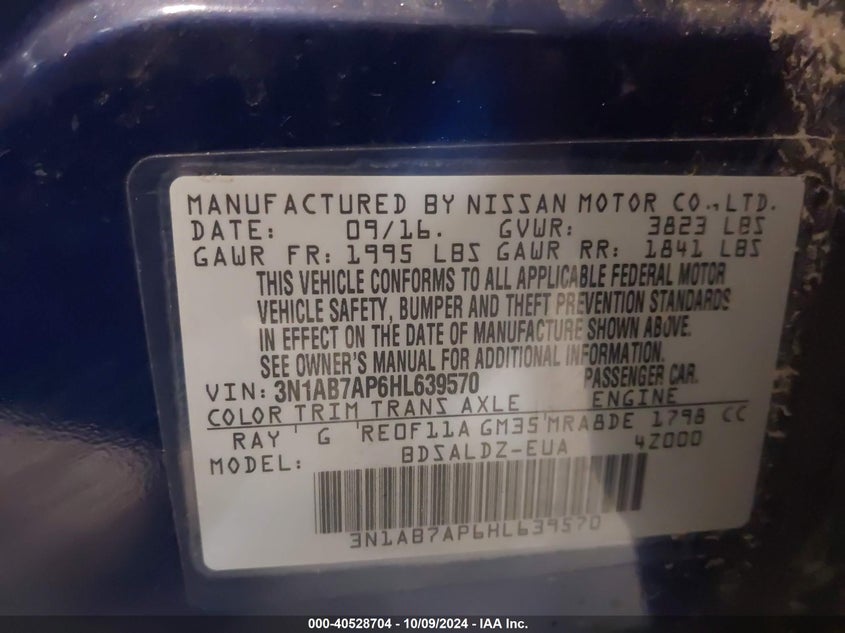 MANUFACTURED BY NISSAN MOTOR CO., LTD.
DATE: 09/16. GVWR: 3823 LBS
GAWR FR: 1995 LBS GAWR RR: 1841 LBS
THIS VEHICLE CONFORMS TO ALL APPLICABLE FEDERAL MOTOR
VEHICLE SAFETY, BUMPER AND THEFT PREVENTION STANDARDS
IN EFFECT ON THE DATE OF MANUFACTURE SHOWN ABOVE.
SEE OWNER'S MANUAL FOR ADDITIONAL INFORMATION.
VIN: 3N1AB7AP6HL639570 PASSENGER CAR.
COLOR TRIM TRANS AXLE ENGINE
RAY G RE0F11A GM35 MRA8DE 1798 CC
MODEL: BDSALDZ-EUA 4Z000
3N1AB7AP6HL639570
000-40528704 - 10/09/2024 - IAA Inc.